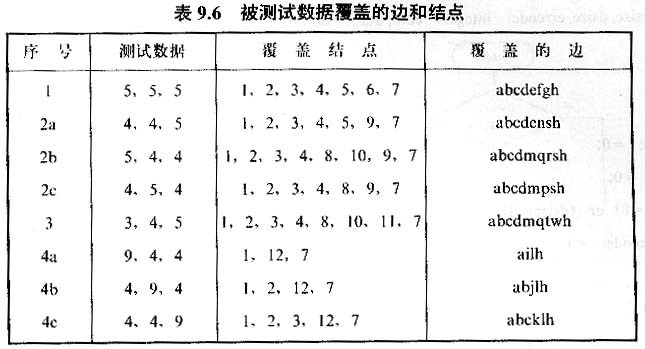 表 9.6 被测试数据覆盖的边和结点
序 号 测试数据 覆 盖 结 点 覆 盖 的 边
1 5, 5, 5 1, 2, 3, 4, 5, 6, 7 abcdefgh
2a 4, 4, 5 1, 2, 3, 4, 5, 9, 7 abcdensh
2b 5, 4, 4 1, 2, 3, 4, 8, 10, 9, 7 abcdmqrsh
2c 4, 5, 4 1, 2, 3, 4, 8, 9, 7 abcdmpsh
3 3, 4, 5 1, 2, 3, 4, 8, 10, 11, 7 abcdmqtwh
4a 9, 4, 4 1, 12, 7 ailh
4b 4, 9, 4 1, 2, 12, 7 abjlh
4c 4, 4, 9 1, 2, 3, 12, 7 abcklh